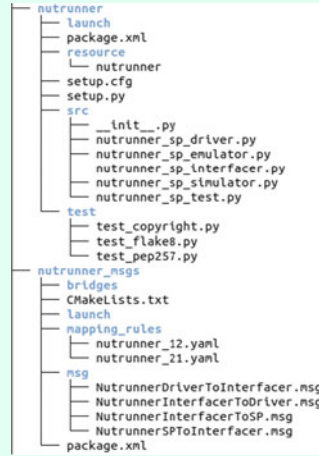 nutrunner
launch
package.xml
resource
nutrunner
setup.cfg
setup.py
src
__init__.py
nutrunner_sp_driver.py
nutrunner_sp_emulator.py
nutrunner_sp_interfacer.py
nutrunner_sp_simulator.py
nutrunner_sp_test.py
test
test_copyright.py
test_flake8.py
test_pep257.py
nutrunner_msgs
bridges
CMakeLists.txt
launch
mapping_rules
nutrunner_12.yaml
nutrunner_21.yaml
msg
NutrunnerDriverToInterfacer.msg
NutrunnerInterfacerToDriver.msg
NutrunnerInterfacerToSP.msg
NutrunnerSPToInterfacer.msg
package.xml